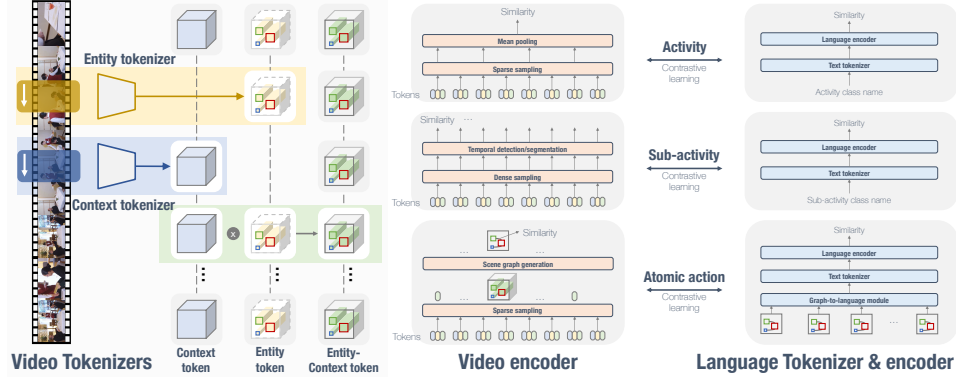 Entity tokenizer
Context tokenizer
x
...
...
...
Video Tokenizers
Context
token
Entity
token
Entity-
Context token
Similarity
Mean pooling
Sparse sampling
Tokens
Similarity ...
Temporal detection/segmentation
Dense sampling
Tokens
Similarity
... ...
Scene graph generation
... ...
Sparse sampling
Tokens
Video encoder
Activity
Contrastive
learning
Sub-activity
Contrastive
learning
Atomic action
Contrastive
learning
Similarity
Language encoder
Text tokenizer
Activity class name
Similarity
Language encoder
Text tokenizer
Sub-activity class name
Similarity
Language encoder
Text tokenizer
Graph-to-language module
...
Language Tokenizer & encoder